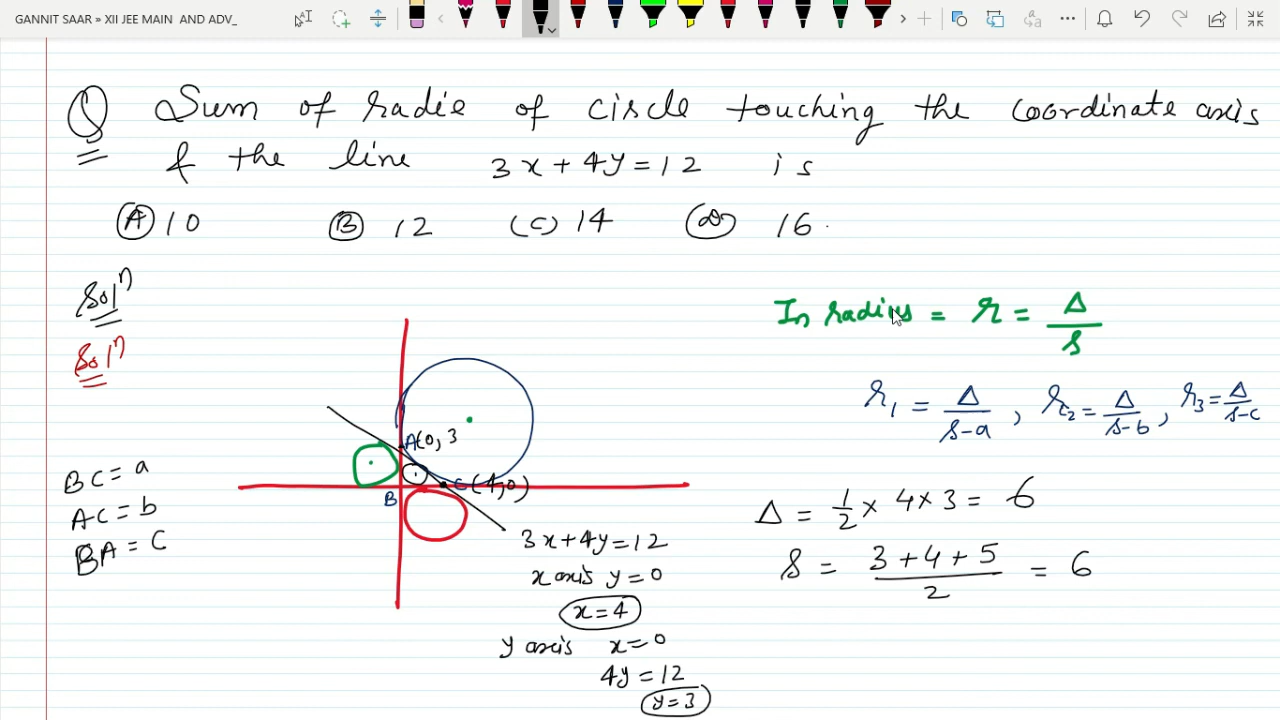 GANNIT SAAR » XII JEE MAIN AND ADV_
Q Sum of radie of circle touching the coordinate axis
& the line 3x+4y=12 is
(A) 10 (B) 12 (C) 14 (D) 16.
Solⁿ
Solⁿ
In radius = r = Δ/s
r₁ = Δ/s-a , r₂ = Δ/s-b , r₃ = Δ/s-c
A(0, 3
B
C (4,0)
BC = a
AC = b
BA = c
Δ = 1/2 × 4 × 3 = 6
S = 3+4+5/2 = 6
3x+4y=12
x axis y=0
x=4
y axis x=0
4y=12
y=3